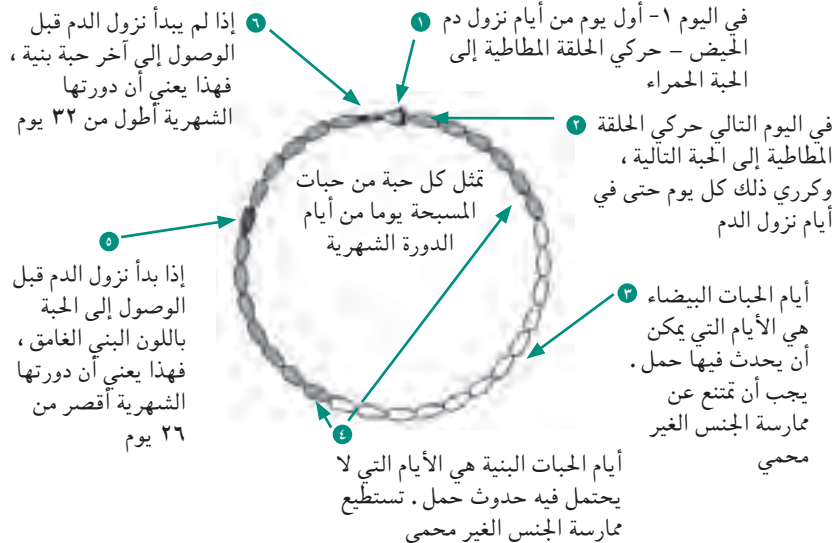 ١ في اليوم ١- أول يوم من أيام نزول دم
الحيض – حركي الحلقة المطاطية إلى
الحبة الحمراء
٢ في اليوم التالي حركي الحلقة
المطاطية إلى الحبة التالية ،
وكرري ذلك كل يوم حتى في
أيام نزول الدم
٣ أيام الحبات البيضاء
هي الأيام التي يمكن
أن يحدث فيها حمل .
يجب أن تمتنع عن
ممارسة الجنس الغير
محمي
٤
أيام الحبات البنية هي الأيام التي لا
يحتمل فيه حدوث حمل . تستطيع
ممارسة الجنس الغير محمي
٥
إذا بدأ نزول الدم قبل
الوصول إلى الحبة
باللون البني الغامق ،
فهذا يعني أن دورتها
الشهرية أقصر من
٢٦ يوم
٦ إذا لم يبدأ نزول الدم قبل
الوصول إلى آخر حبة بنية ،
فهذا يعني أن دورتها
الشهرية أطول من ٣٢ يوم
تمثل كل حبة من حبات
المسبحة يوما من أيام
الدورة الشهرية